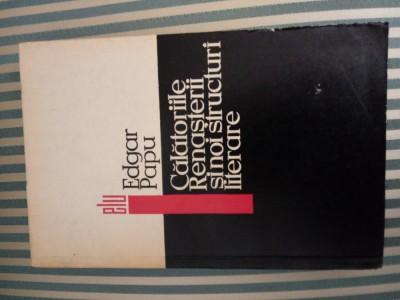 elu
Edgar
Papu
Călătoriile
Renașterii
și noi structuri
literare